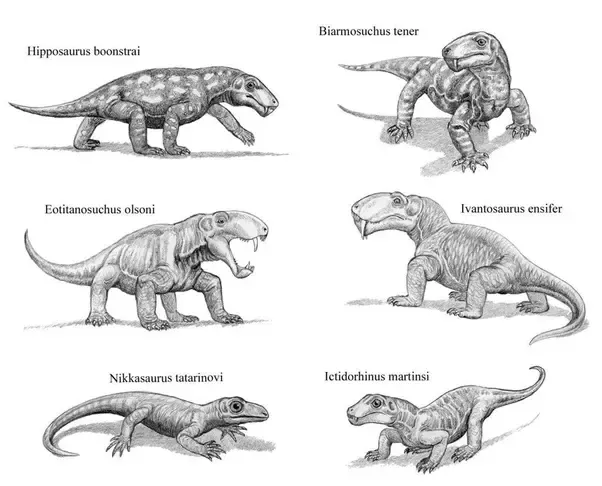 Hipposaurus boonstrai
Biarmosuchus tener
Eotitanosuchus olsoni
Ivantosaurus ensifer
Nikkasaurus tatarinovi
Ictidorhinus martinsi